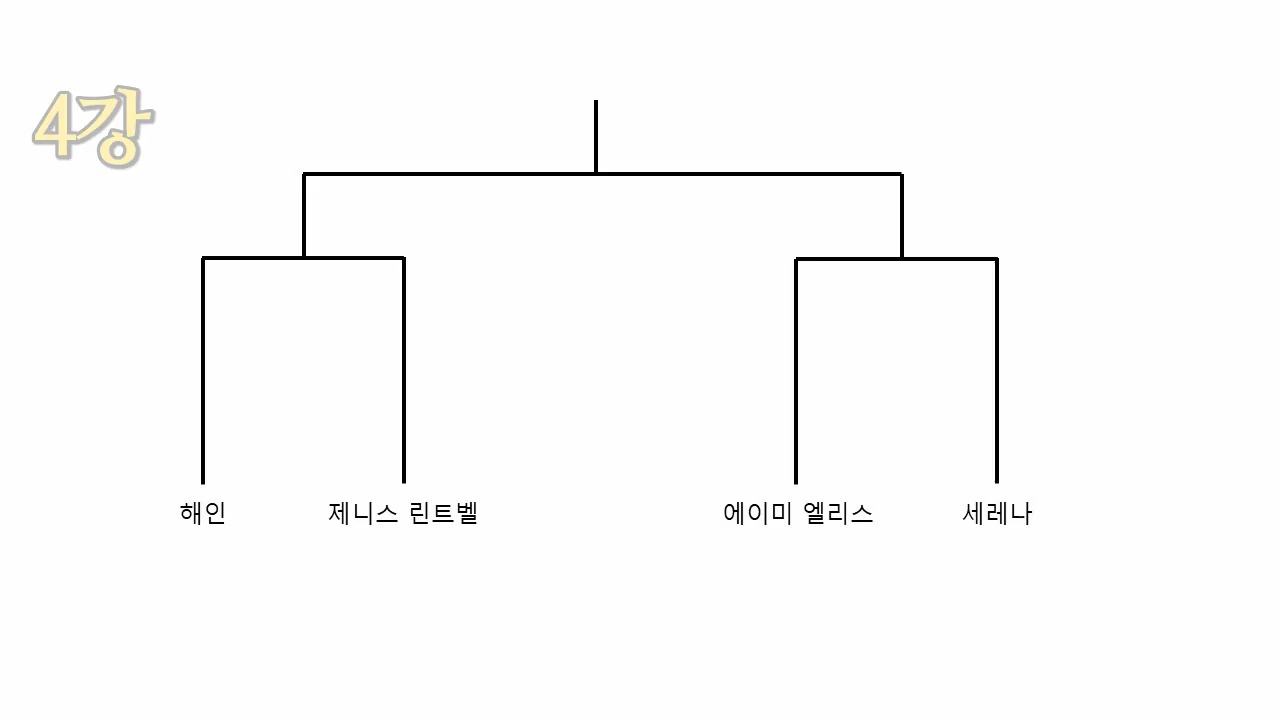 4강
해인
제니스 린트벨
에이미 엘리스
세레나